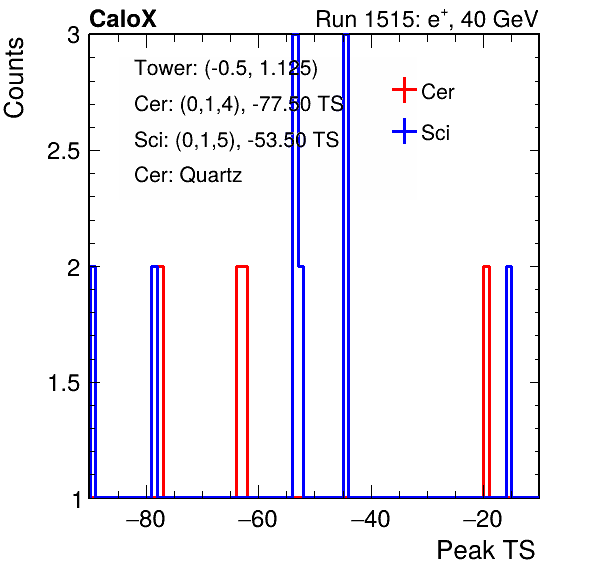 CaloX Run 1515: e+, 40 GeV
Counts
Tower: (-0.5, 1.125)
Cer: (0,1,4), -77.50 TS
Sci: (0,1,5), -53.50 TS
Cer: Quartz
Cer
Sci
3
2.5
2
1.5
1
−80 −60 −40 −20
Peak TS